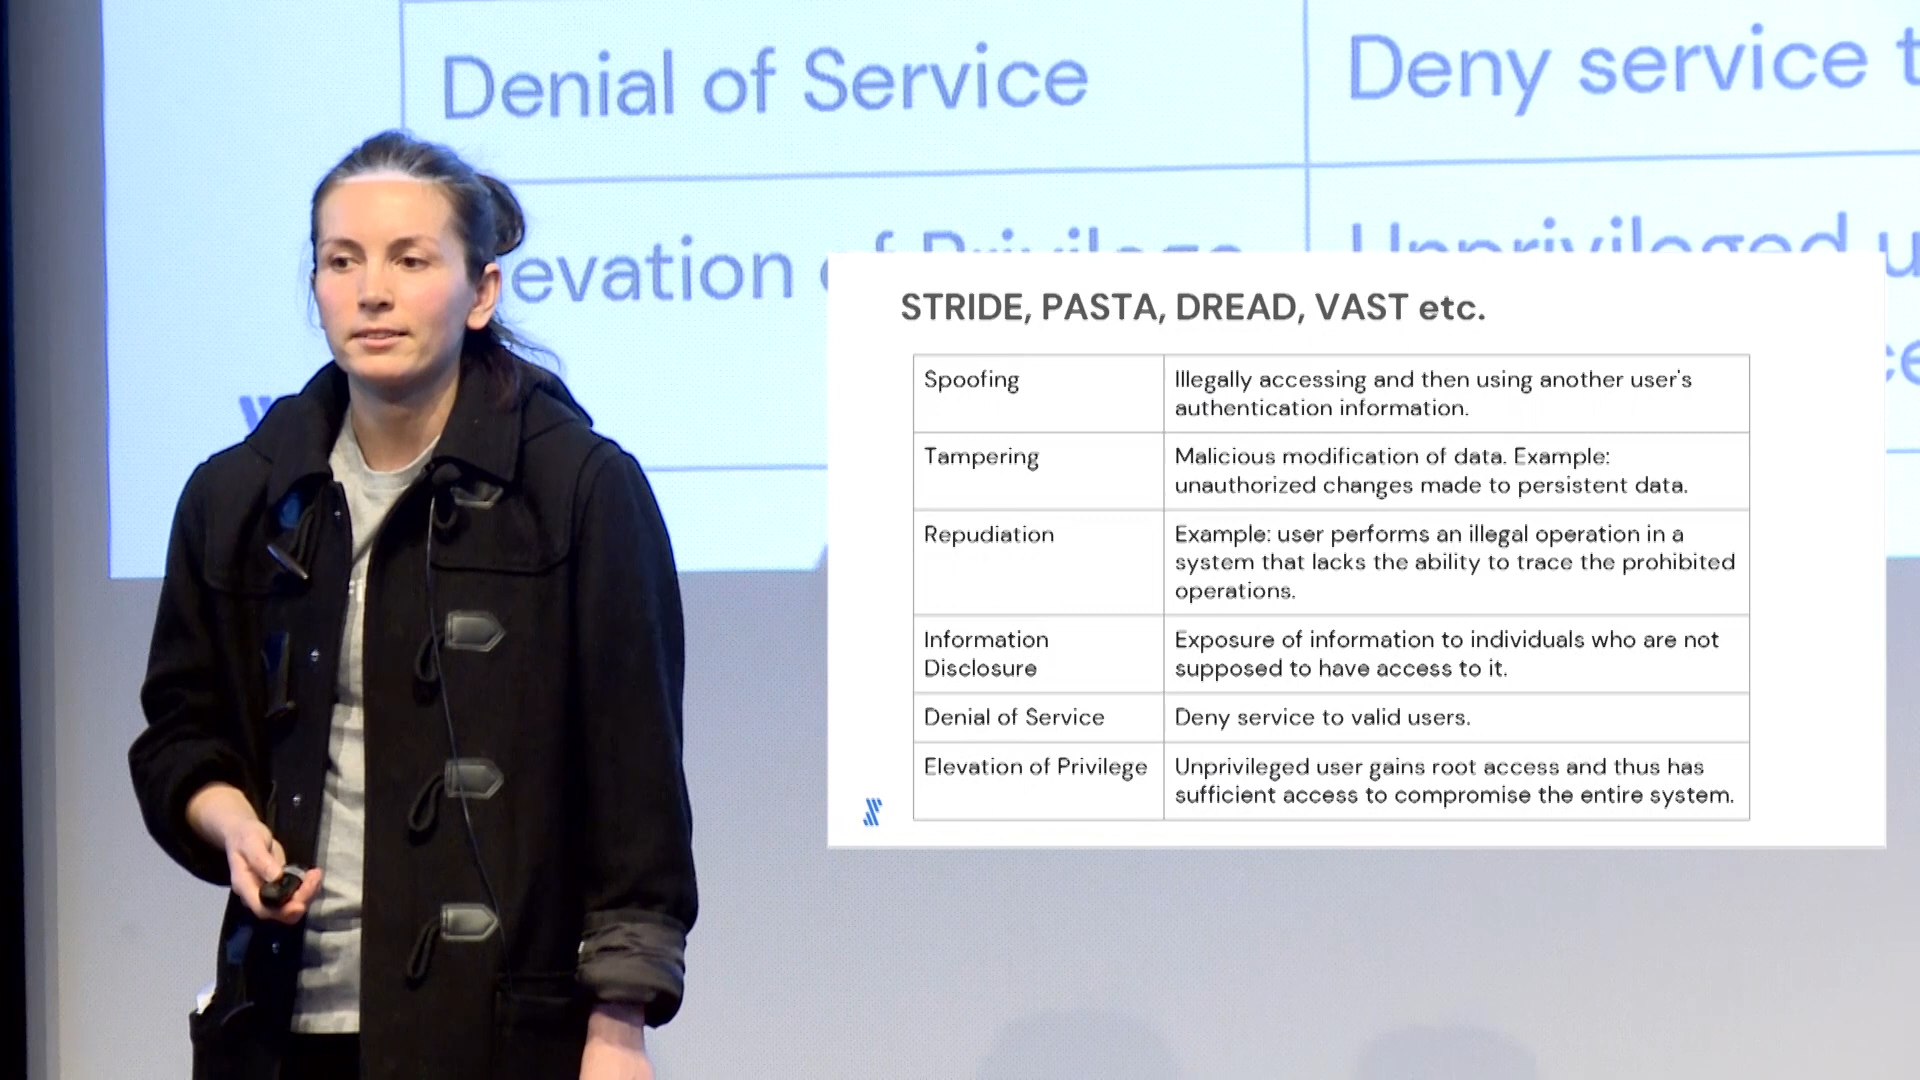 Denial of Service
Deny service t
evation of Privilege
Unprivileged u
ce
STRIDE, PASTA, DREAD, VAST etc.
Spoofing
Illegally accessing and then using another user's
authentication information.
Tampering
Malicious modification of data. Example:
unauthorized changes made to persistent data.
Repudiation
Example: user performs an illegal operation in a
system that lacks the ability to trace the prohibited
operations.
Information
Disclosure
Exposure of information to individuals who are not
supposed to have access to it.
Denial of Service
Deny service to valid users.
Elevation of Privilege
Unprivileged user gains root access and thus has
sufficient access to compromise the entire system.